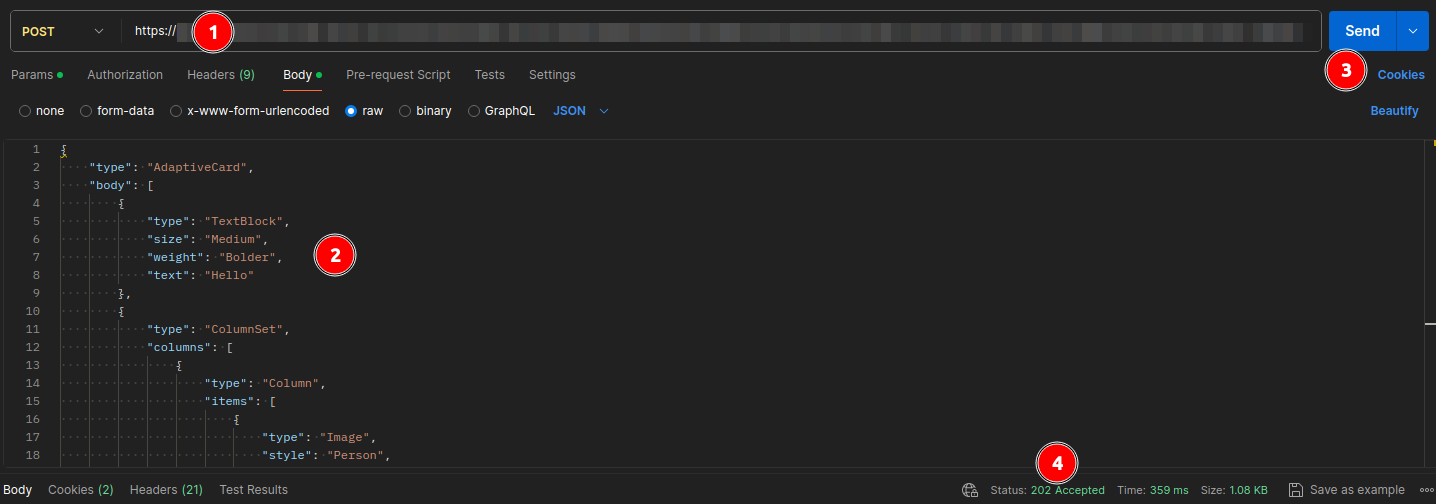 POST https:// 1 Send
Params Authorization Headers (9) Body Pre-request Script Tests Settings 3 Cookies
none form-data x-www-form-urlencoded raw binary GraphQL JSON Beautify
1 {
2 "type": "AdaptiveCard",
3 "body": [
4 {
5 "type": "TextBlock",
6 "size": "Medium",
7 "weight": "Bolder",
2
8 "text": "Hello"
9 },
10 {
11 "type": "ColumnSet",
12 "columns": [
13 {
14 "type": "Column",
15 "items": [
16 {
17 "type": "Image",
18 "style": "Person",
4
Body Cookies (2) Headers (21) Test Results Status: 202 Accepted Time: 359 ms Size: 1.08 KB Save as example